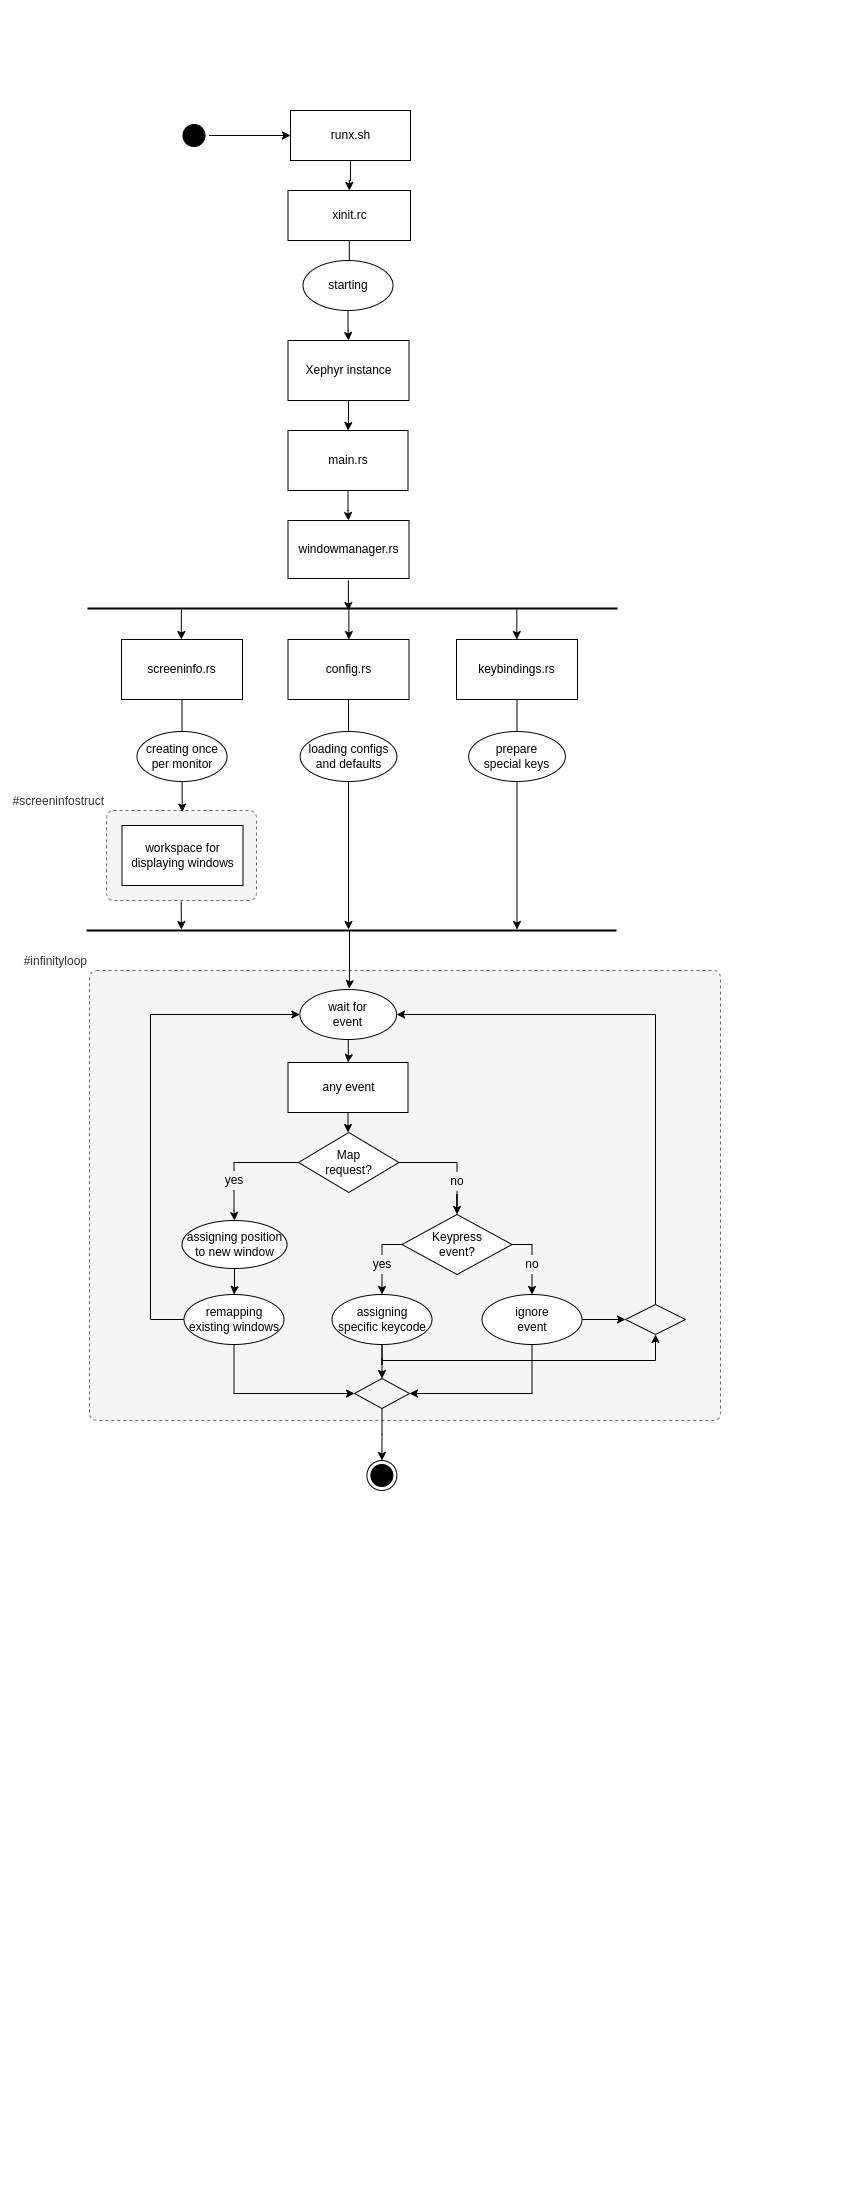 runx.sh
xinit.rc
starting
Xephyr instance
main.rs
windowmanager.rs
screeninfo.rs
config.rs
keybindings.rs
creating once
per monitor
loading configs
and defaults
prepare
special keys
#screeninfostruct
workspace for
displaying windows
#infinityloop
wait for
event
any event
Map
request?
yes
no
assigning position
to new window
Keypress
event?
yes
no
remapping
existing windows
assigning
specific keycode
ignore
event